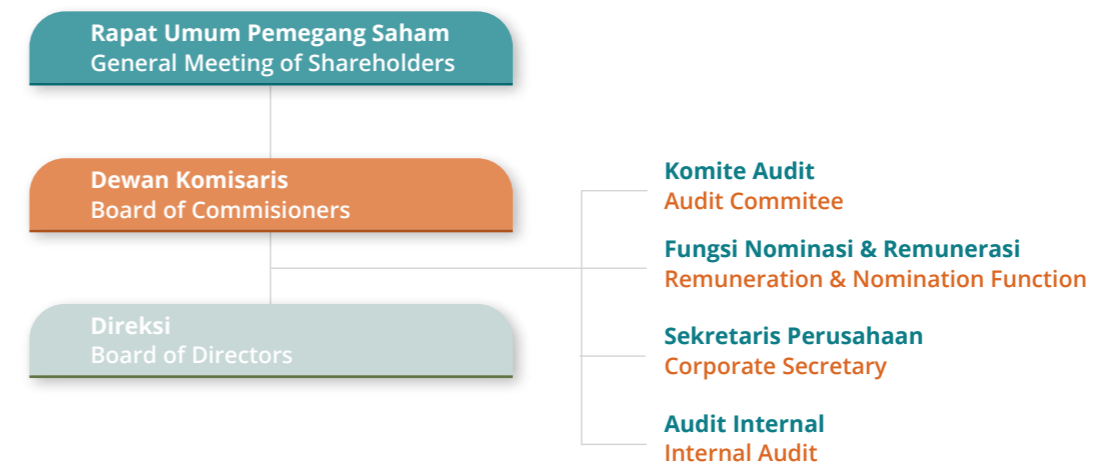 Rapat Umum Pemegang Saham
General Meeting of Shareholders
Dewan Komisaris
Board of Commisioners
Direksi
Board of Directors
Komite Audit
Audit Commitee
Fungsi Nominasi & Remunerasi
Remuneration & Nomination Function
Sekretaris Perusahaan
Corporate Secretary
Audit Internal
Internal Audit